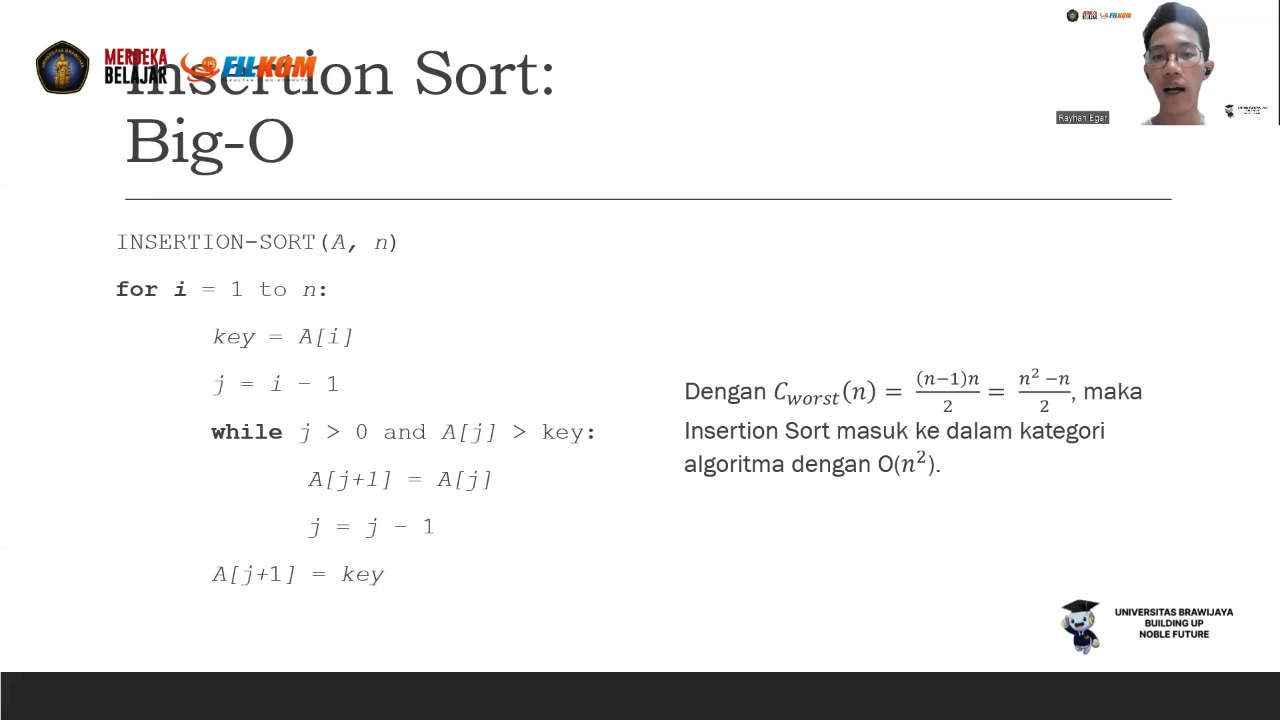 MERDEKA
BELAJAR
FILKOM
Insertion Sort:
Big-O
INSERTION-SORT(A, n)
for i = 1 to n:
key = A[i]
j = i – 1
while j > 0 and A[j] > key:
A[j+1] = A[j]
j = j – 1
A[j+1] = key
Dengan C_worst(n) = (n−1)n/2 = n² −n/2, maka
Insertion Sort masuk ke dalam kategori
algoritma dengan O(n²).
Rayhan Egar
UNIVERSITAS BRAWIJAYA
BUILDING UP
NOBLE FUTURE